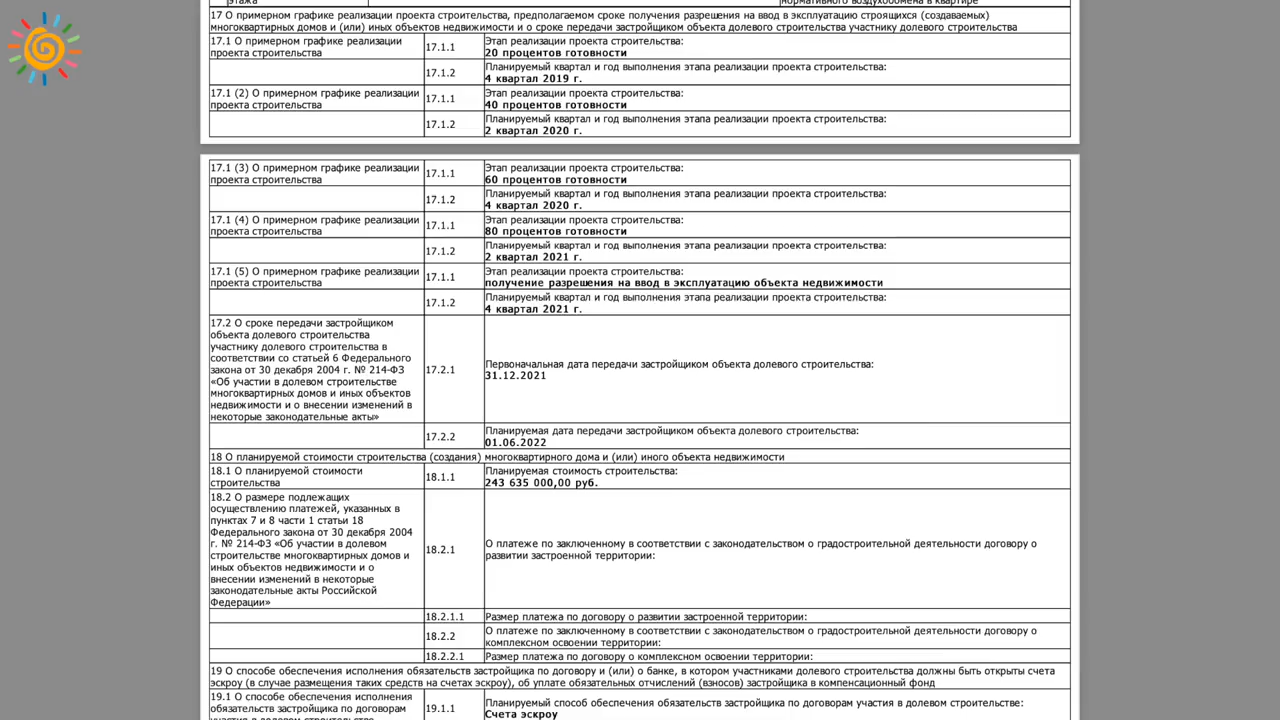 этажа
нормативного воздухообмена в квартире
17 О примерном графике реализации проекта строительства, предполагаемом сроке получения разрешения на ввод в эксплуатацию строящихся (создаваемых)
многоквартирных домов и (или) иных объектов недвижимости и о сроке передачи застройщиком объекта долевого строительства участнику долевого строительства
17.1 О примерном графике реализации
проекта строительства
17.1.1
Этап реализации проекта строительства:
20 процентов готовности
17.1.2
Планируемый квартал и год выполнения этапа реализации проекта строительства:
4 квартал 2019 г.
17.1 (2) О примерном графике реализации
проекта строительства
17.1.1
Этап реализации проекта строительства:
40 процентов готовности
17.1.2
Планируемый квартал и год выполнения этапа реализации проекта строительства:
2 квартал 2020 г.
17.1 (3) О примерном графике реализации
проекта строительства
17.1.1
Этап реализации проекта строительства:
60 процентов готовности
17.1.2
Планируемый квартал и год выполнения этапа реализации проекта строительства:
4 квартал 2020 г.
17.1 (4) О примерном графике реализации
проекта строительства
17.1.1
Этап реализации проекта строительства:
80 процентов готовности
17.1.2
Планируемый квартал и год выполнения этапа реализации проекта строительства:
2 квартал 2021 г.
17.1 (5) О примерном графике реализации
проекта строительства
17.1.1
Этап реализации проекта строительства:
получение разрешения на ввод в эксплуатацию объекта недвижимости
17.1.2
Планируемый квартал и год выполнения этапа реализации проекта строительства:
4 квартал 2021 г.
17.2 О сроке передачи застройщиком
объекта долевого строительства
участнику долевого строительства в
соответствии со статьей 6 Федерального
закона от 30 декабря 2004 г. № 214-ФЗ
«Об участии в долевом строительстве
многоквартирных домов и иных объектов
недвижимости и о внесении изменений в
некоторые законодательные акты»
17.2.1
Первоначальная дата передачи застройщиком объекта долевого строительства:
31.12.2021
17.2.2
Планируемая дата передачи застройщиком объекта долевого строительства:
01.06.2022
18 О планируемой стоимости строительства (создания) многоквартирного дома и (или) иного объекта недвижимости
18.1 О планируемой стоимости
строительства
18.1.1
Планируемая стоимость строительства:
243 635 000,00 руб.
18.2 О размере подлежащих
осуществлению платежей, указанных в
пунктах 7 и 8 части 1 статьи 18
Федерального закона от 30 декабря 2004
г. № 214-ФЗ «Об участии в долевом
строительстве многоквартирных домов и
иных объектов недвижимости и о
внесении изменений в некоторые
законодательные акты Российской
Федерации»
18.2.1
О платеже по заключенному в соответствии с законодательством о градостроительной деятельности договору о
развитии застроенной территории:
18.2.1.1
Размер платежа по договору о развитии застроенной территории:
18.2.2
О платеже по заключенному в соответствии с законодательством о градостроительной деятельности договору о
комплексном освоении территории:
18.2.2.1
Размер платежа по договору о комплексном освоении территории:
19 О способе обеспечения исполнения обязательств застройщика по договору и (или) о банке, в котором участниками долевого строительства должны быть открыты счета
эскроу (в случае размещения таких средств на счетах эскроу), об уплате обязательных отчислений (взносов) застройщика в компенсационный фонд
19.1 О способе обеспечения исполнения
обязательств застройщика по договорам
участия в долевом строительстве
19.1.1
Планируемый способ обеспечения обязательств застройщика по договорам участия в долевом строительстве:
Счета эскроу